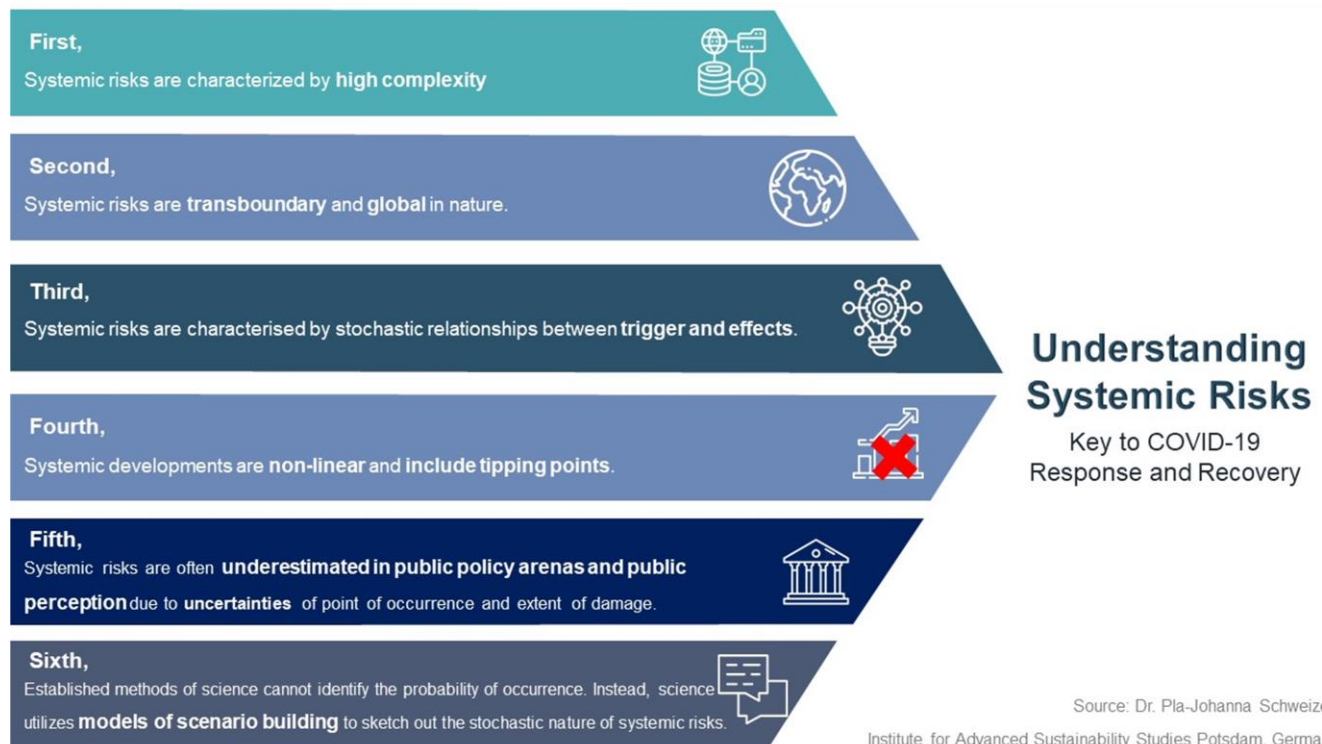 First,
Systemic risks are characterized by high complexity
Second,
Systemic risks are transboundary and global in nature.
Third,
Systemic risks are characterised by stochastic relationships between trigger and effects.
Fourth,
Systemic developments are non-linear and include tipping points.
Fifth,
Systemic risks are often underestimated in public policy arenas and public
perception due to uncertainties of point of occurrence and extent of damage.
Sixth,
Established methods of science cannot identify the probability of occurrence. Instead, science
utilizes models of scenario building to sketch out the stochastic nature of systemic risks.
Understanding
Systemic Risks
Key to COVID-19
Response and Recovery
Source: Dr. Pla-Johanna
Institute for Advanced Sustainability Studies Potsdam,